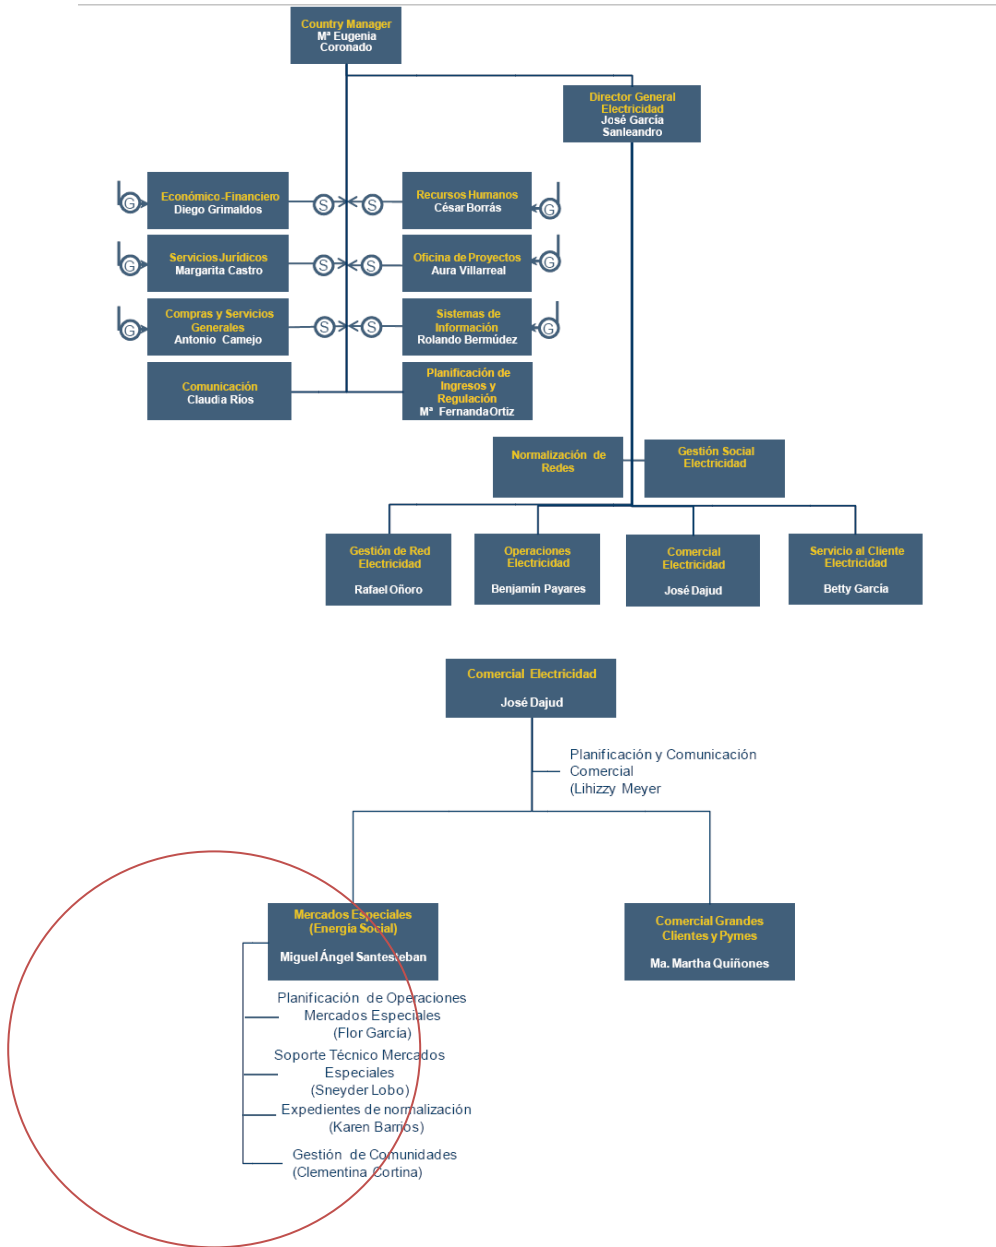 Country Manager
Mª Eugenia
Coronado
Director General
Electricidad
José García
Sanleandro
Económico-Financiero
Diego Grimaldos
G
S
S
Recursos Humanos
César Borrás
G
Servicios Jurídicos
Margarita Castro
G
S
S
Oficina de Proyectos
Aura Villarreal
G
Compras y Servicios
Generales
Antonio Camejo
G
S
S
Sistemas de
Información
Rolando Bermúdez
G
Comunicación
Claudia Ríos
Planificación de
Ingresos y
Regulación
Mª Fernanda Ortiz
Normalización de
Redes
Gestión Social
Electricidad
Gestión de Red
Electricidad
Rafael Oñoro
Operaciones
Electricidad
Benjamín Payares
Comercial
Electricidad
José Dajud
Servicio al Cliente
Electricidad
Betty García
Comercial Electricidad
José Dajud
Planificación y Comunicación
Comercial
(Lihizzy Meyer
Mercados Especiales
(Energía Social)
Miguel Ángel Santesteban
Comercial Grandes
Clientes y Pymes
Ma. Martha Quiñones
Planificación de Operaciones
Mercados Especiales
(Flor García)
Soporte Técnico Mercados
Especiales
(Sneyder Lobo)
Expedientes de normalización
(Karen Barrios)
Gestión de Comunidades
(Clementina Cortina)